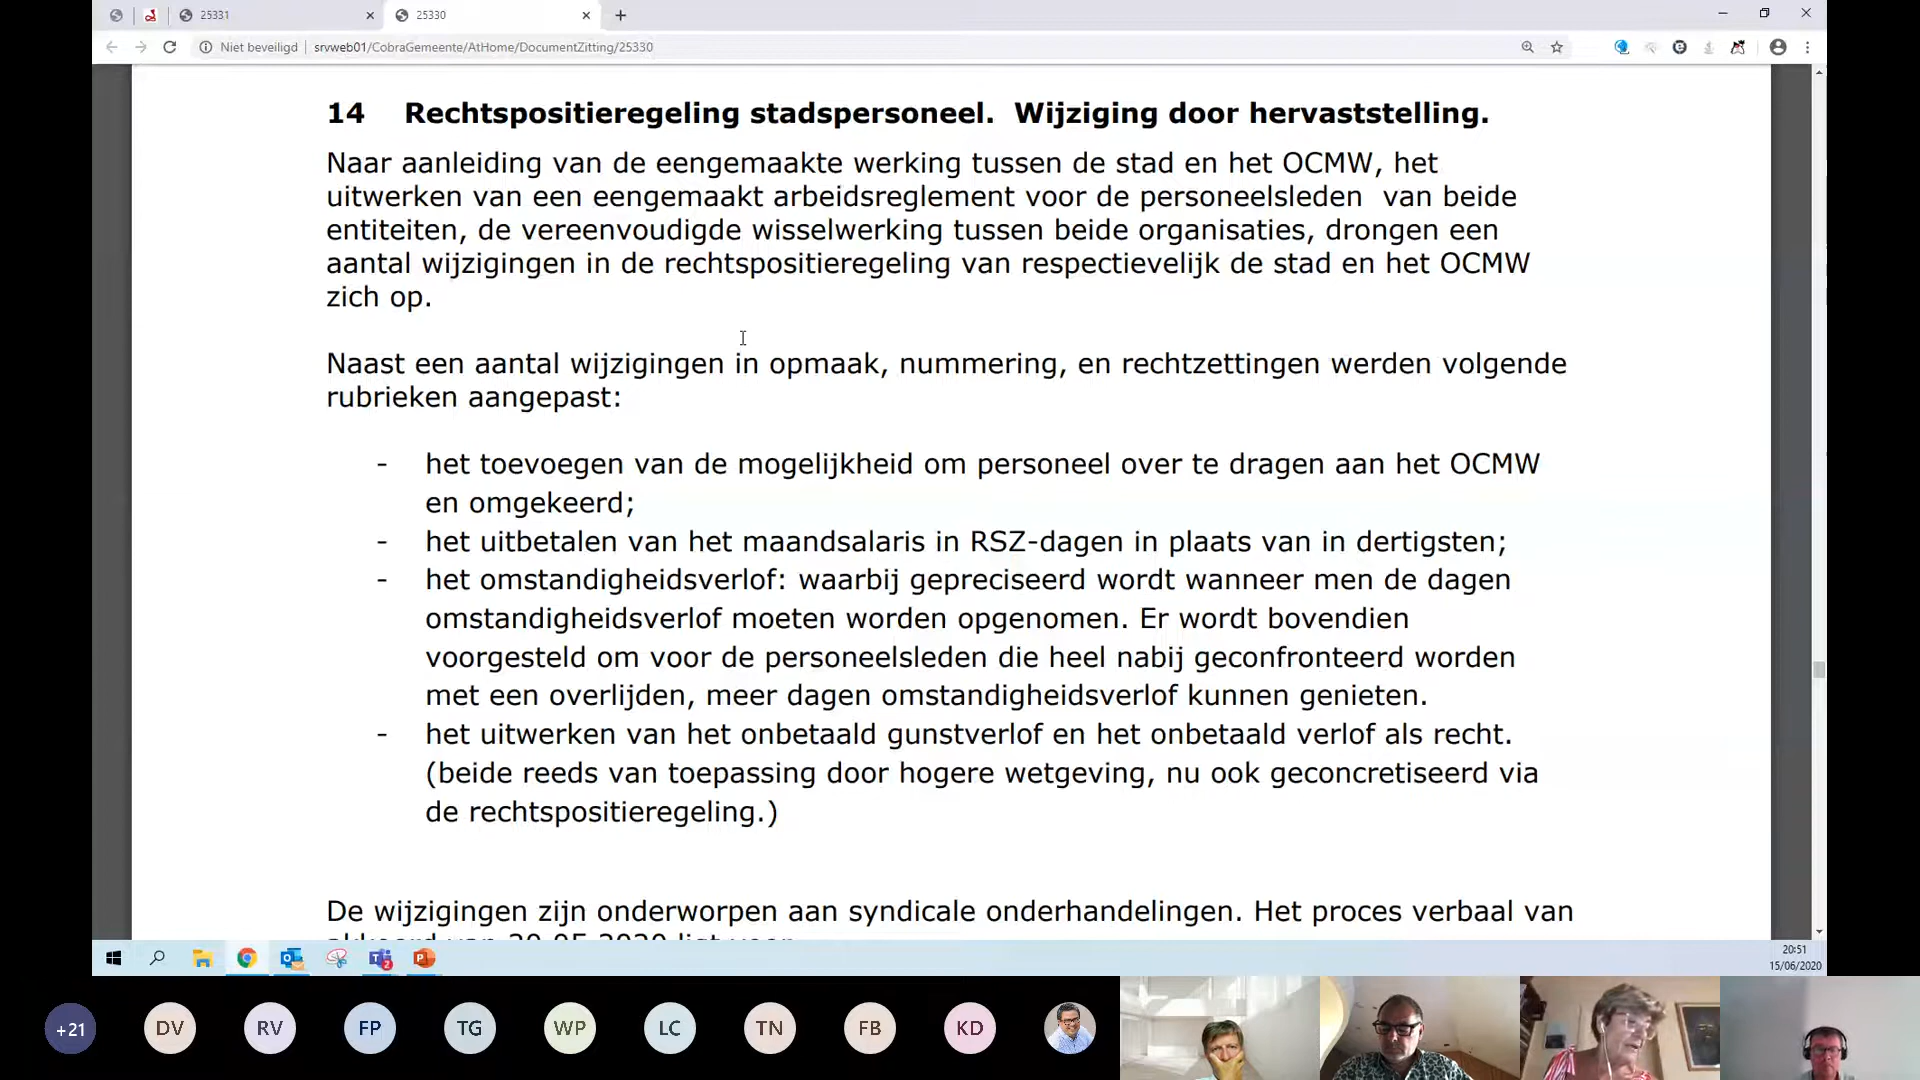 25331
25330
Niet beveiligd
srvweb01/CobraGemeente/AtHome/DocumentZitting/25330
14 Rechtspositieregeling stadspersoneel. Wijziging door hervaststelling.
Naar aanleiding van de eengemaakte werking tussen de stad en het OCMW, het
uitwerken van een eengemaakt arbeidsreglement voor de personeelsleden van beide
entiteiten, de vereenvoudigde wisselwerking tussen beide organisaties, drongen een
aantal wijzigingen in de rechtspositieregeling van respectievelijk de stad en het OCMW
zich op.
Naast een aantal wijzigingen in opmaak, nummering, en rechtzettingen werden volgende
rubrieken aangepast:
- het toevoegen van de mogelijkheid om personeel over te dragen aan het OCMW
en omgekeerd;
- het uitbetalen van het maandsalaris in RSZ-dagen in plaats van in dertigsten;
- het omstandigheidsverlof: waarbij gepreciseerd wordt wanneer men de dagen
omstandigheidsverlof moeten worden opgenomen. Er wordt bovendien
voorgesteld om voor de personeelsleden die heel nabij geconfronteerd worden
met een overlijden, meer dagen omstandigheidsverlof kunnen genieten.
- het uitwerken van het onbetaald gunstverlof en het onbetaald verlof als recht.
(beide reeds van toepassing door hogere wetgeving, nu ook geconcretiseerd via
de rechtspositieregeling.)
De wijzigingen zijn onderworpen aan syndicale onderhandelingen. Het proces verbaal van
20:51
15/06/2020
+21 DV RV FP TG WP LC TN FB KD